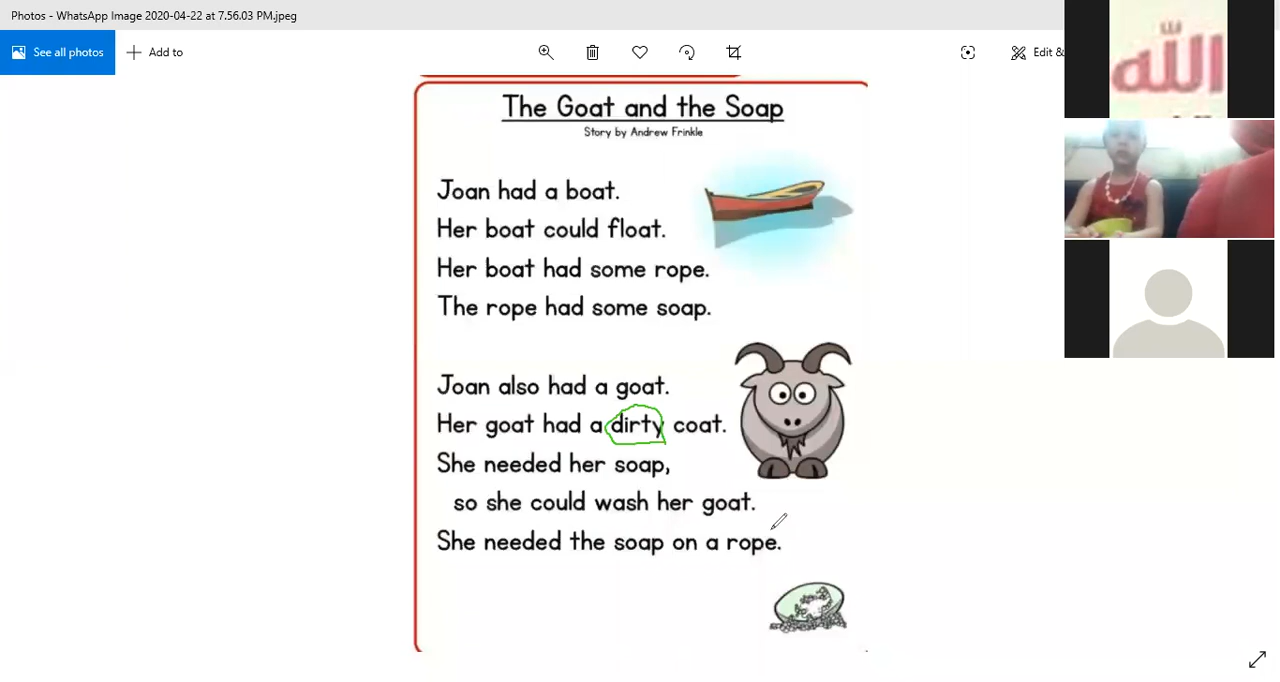 Photos - WhatsApp Image 2020-04-22 at 7.56.03 PM.jpeg
See all photos
Add to
Edit &
الله
The Goat and the Soap
Story by Andrew Frinkle
Joan had a boat.
Her boat could float.
Her boat had some rope.
The rope had some soap.
Joan also had a goat.
Her goat had a dirty coat.
She needed her soap,
so she could wash her goat.
She needed the soap on a rope.